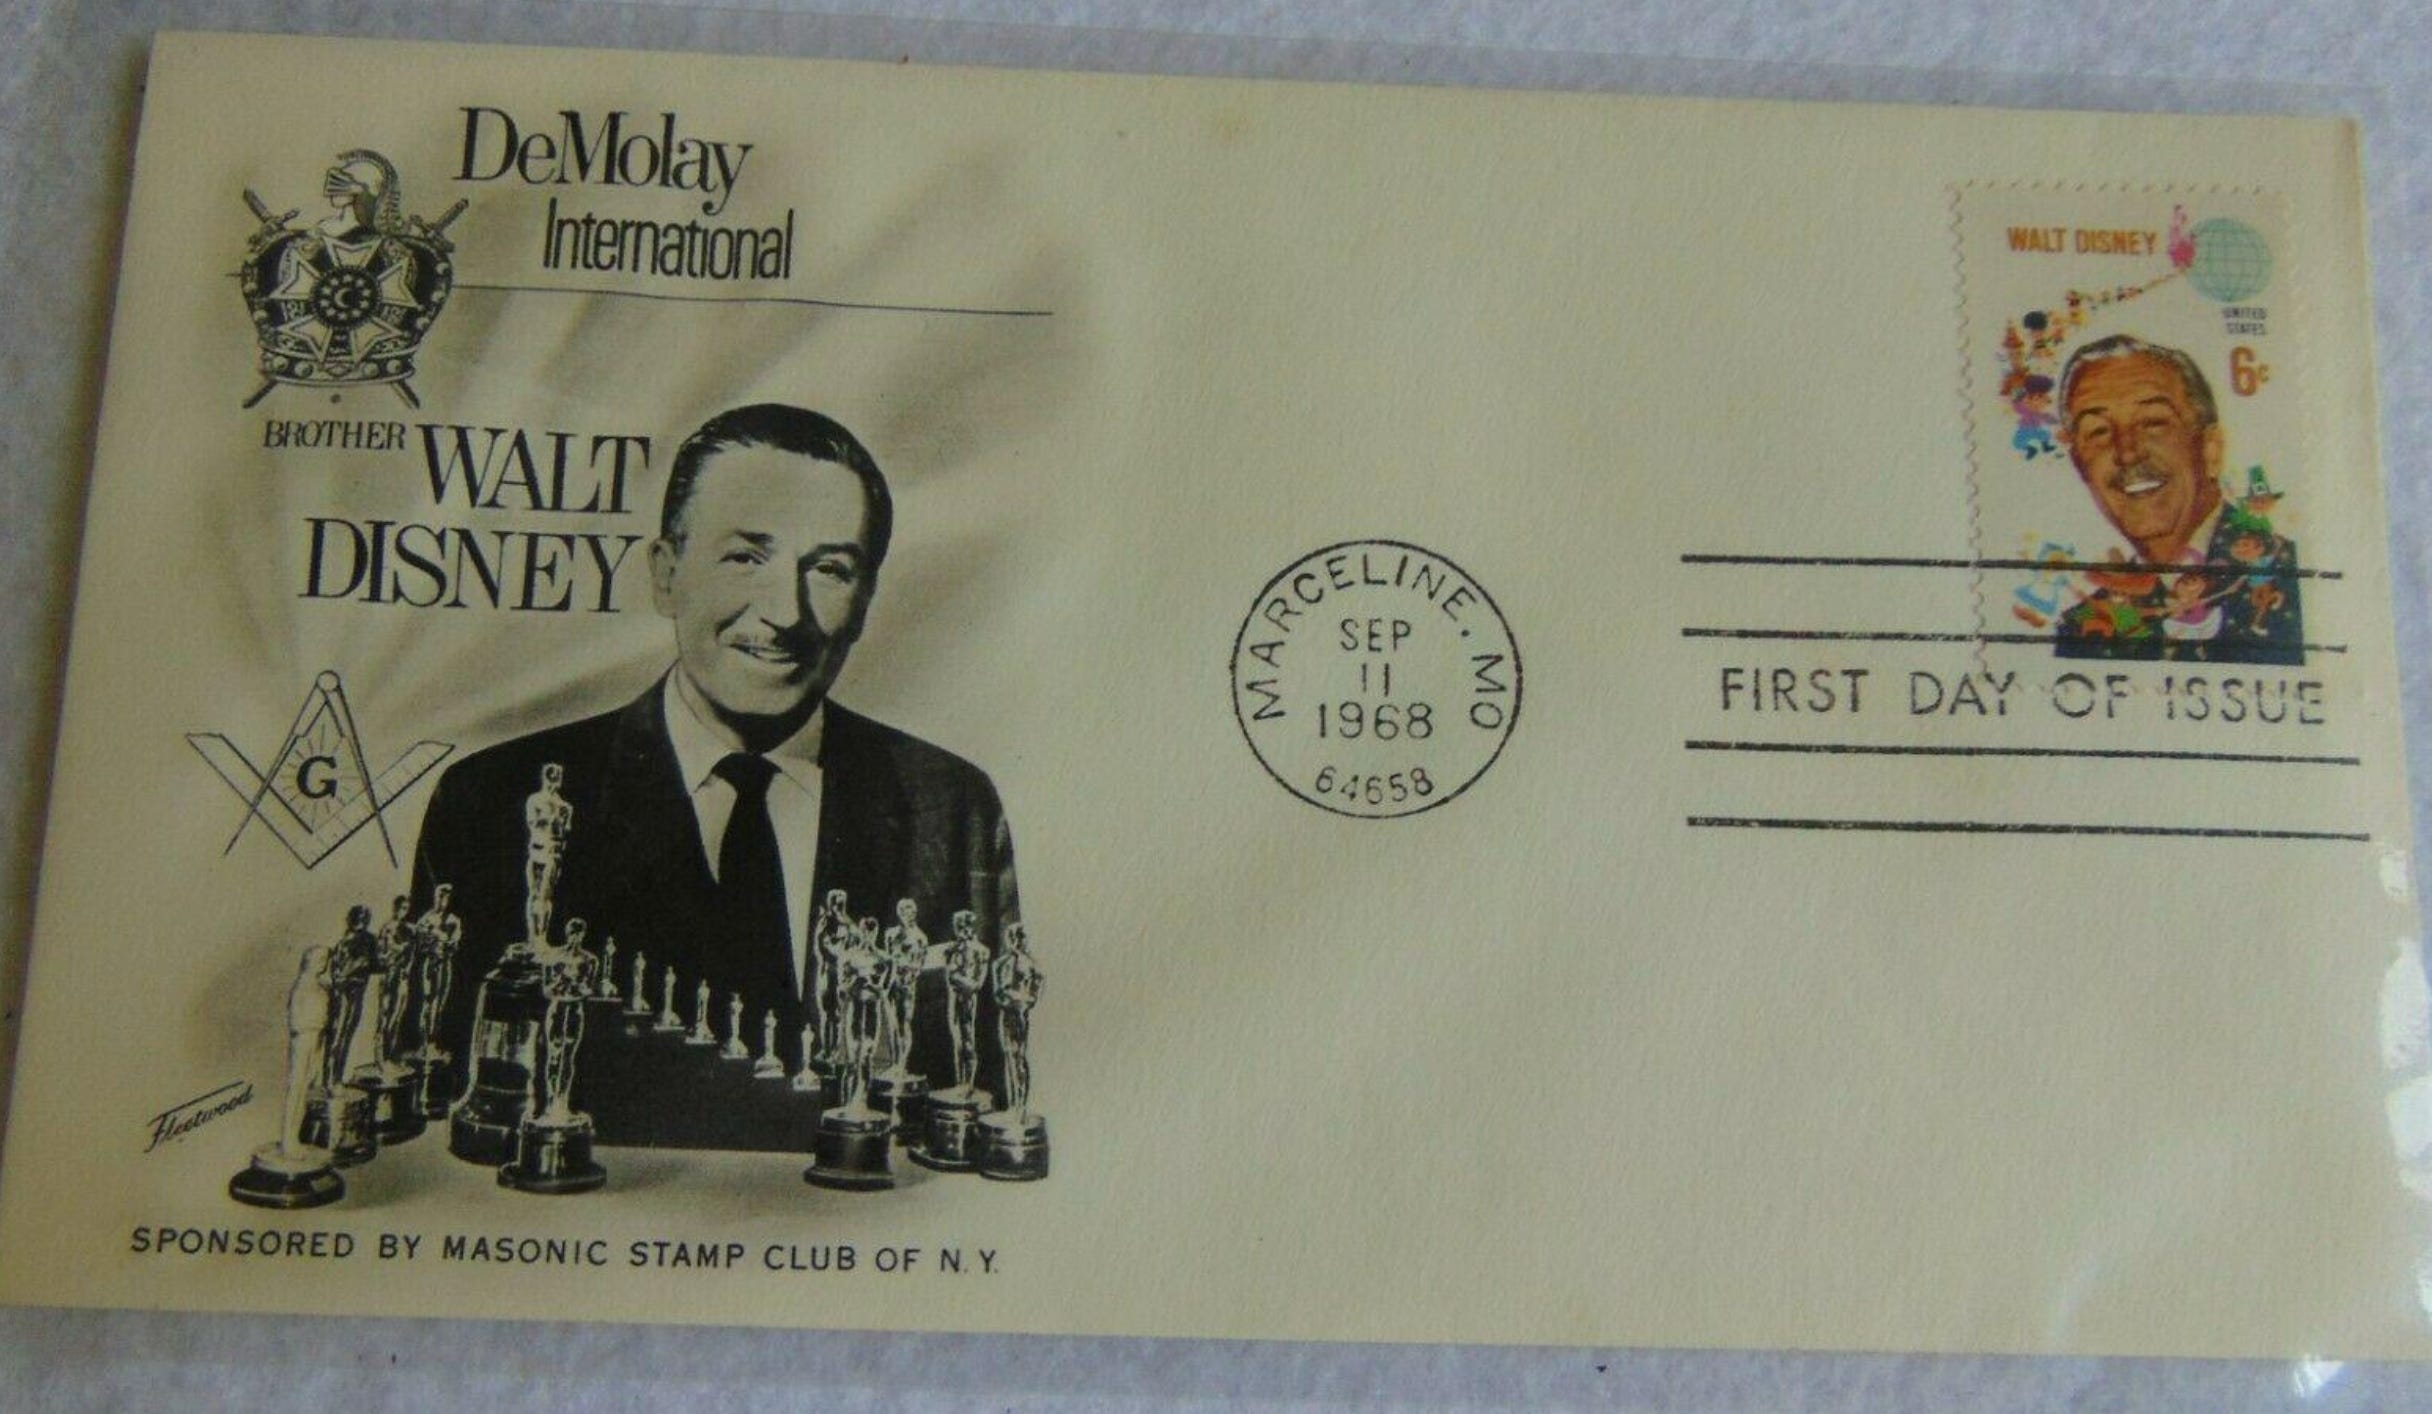 DeMolay
International
BROTHER WALT
DISNEY
G
Fleetwood
SPONSORED BY MASONIC STAMP CLUB OF N.Y.
MARCELINE, MO
SEP
11
1968
64658
WALT DISNEY
UNITED
STATES
6c
FIRST DAY OF ISSUE